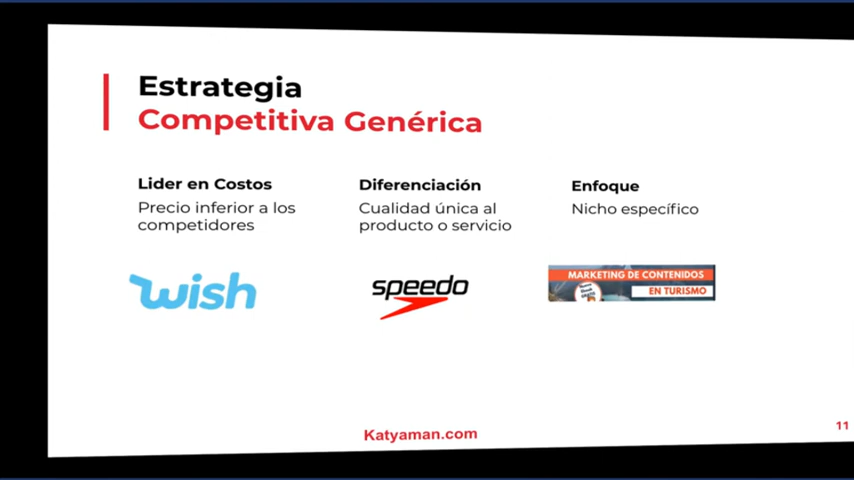 Estrategia
Competitiva Genérica
Lider en Costos
Precio inferior a los
competidores
wish
Diferenciación
Cualidad única al
producto o servicio
speedo
Enfoque
Nicho específico
MARKETING DE CONTENIDOS
EN TURISMO
Katyaman.com
11